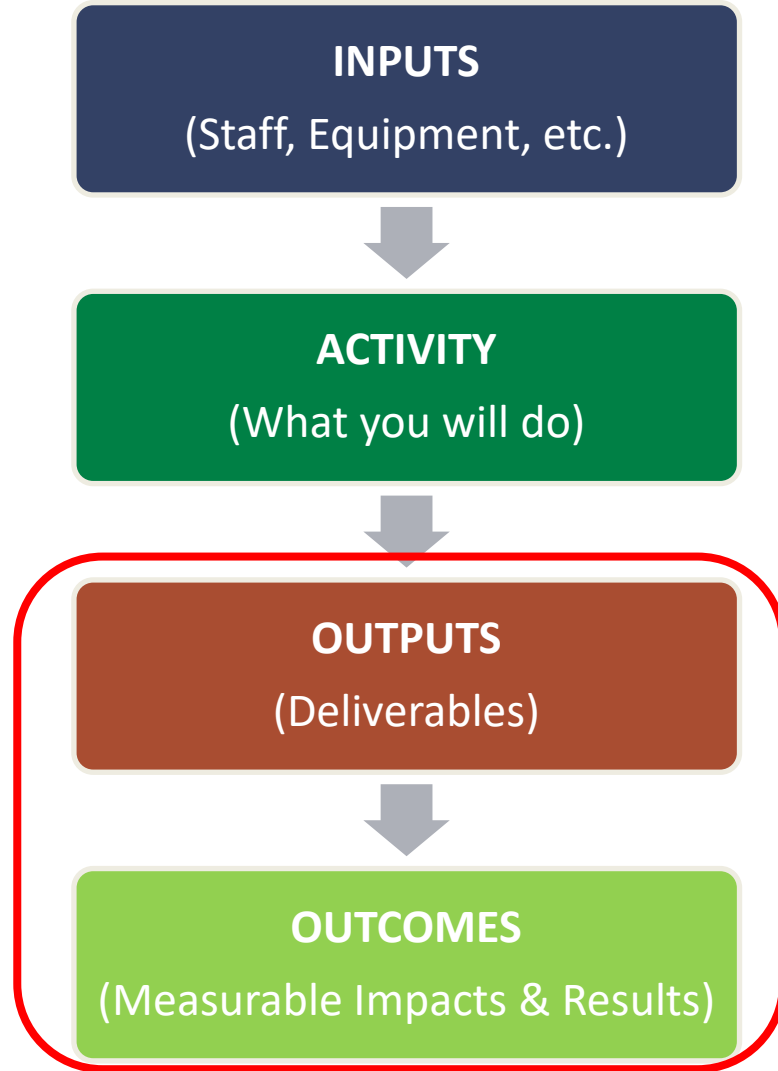 INPUTS
(Staff, Equipment, etc.)
ACTIVITY
(What you will do)
OUTPUTS
(Deliverables)
OUTCOMES
(Measurable Impacts & Results)